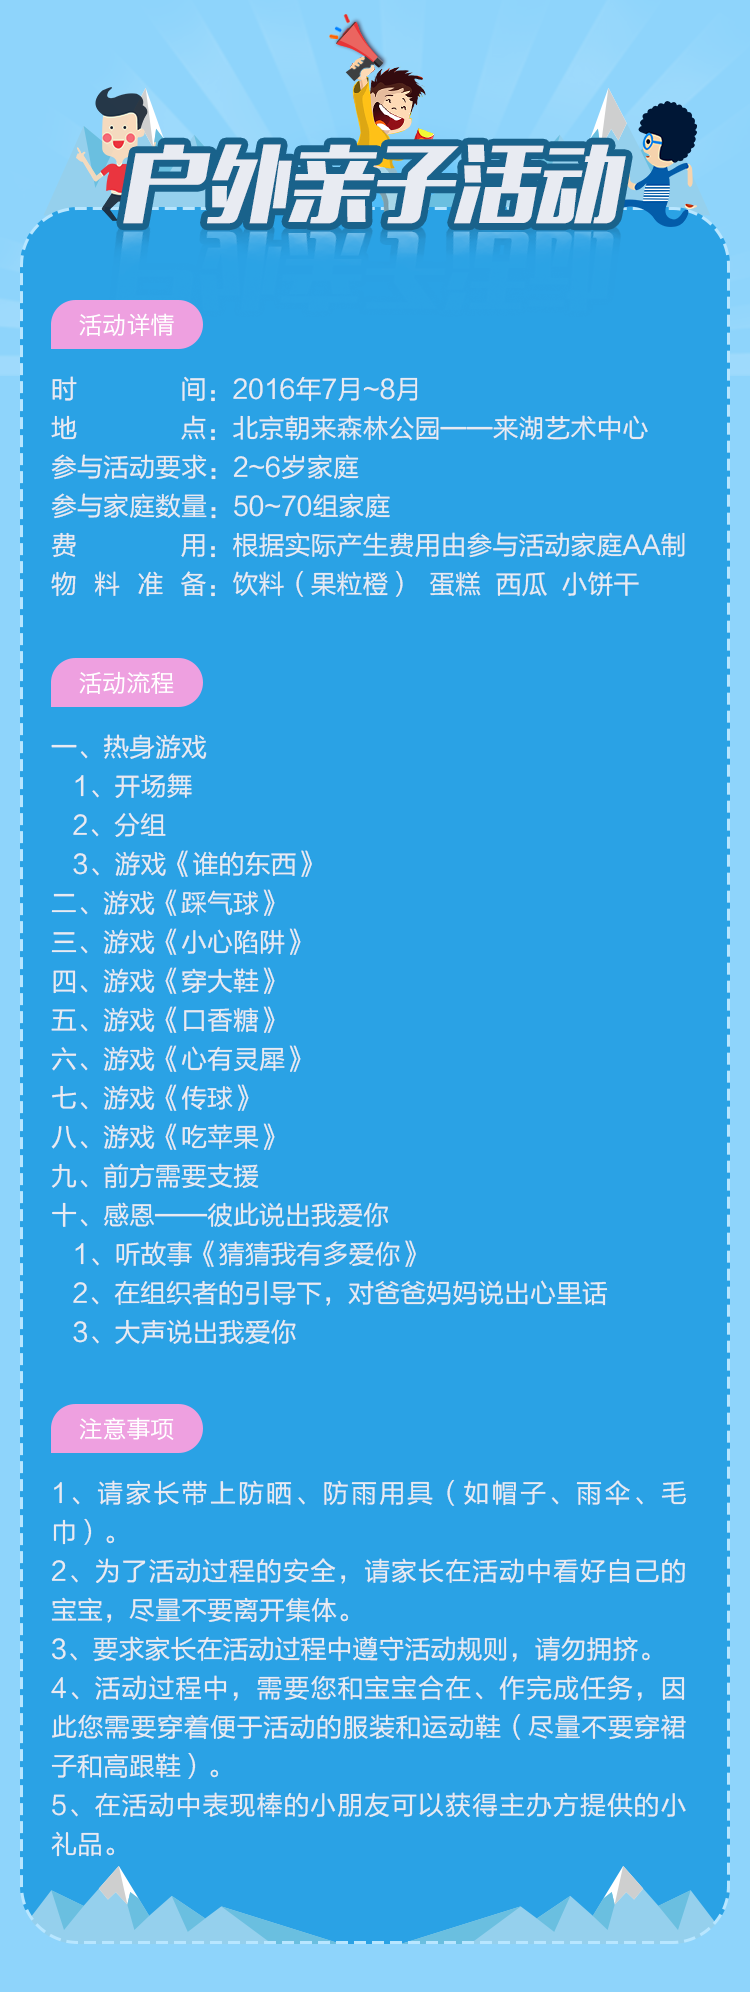 户外亲子活动
活动详情
时间：2016年7月~8月
地点：北京朝来森林公园——来湖艺术中心
参与活动要求：2~6岁家庭
参与家庭数量：50~70组家庭
费用：根据实际产生费用由参与活动家庭AA制
物料准备：饮料（果粒橙） 蛋糕 西瓜 小饼干
活动流程
一、热身游戏
1、开场舞
2、分组
3、游戏《谁的东西》
二、游戏《踩气球》
三、游戏《小心陷阱》
四、游戏《穿大鞋》
五、游戏《口香糖》
六、游戏《心有灵犀》
七、游戏《传球》
八、游戏《吃苹果》
九、前方需要支援
十、感恩——彼此说出我爱你
1、听故事《猜猜我有多爱你》
2、在组织者的引导下，对爸爸妈妈说出心里话
3、大声说出我爱你
注意事项
1、请家长带上防晒、防雨用具（如帽子、雨伞、毛
巾）。
2、为了活动过程的安全，请家长在活动中看好自己的
宝宝，尽量不要离开集体。
3、要求家长在活动过程中遵守活动规则，请勿拥挤。
4、活动过程中，需要您和宝宝合在、作完成任务，因
此您需要穿着便于活动的服装和运动鞋（尽量不要穿裙
子和高跟鞋）。
5、在活动中表现棒的小朋友可以获得主办方提供的小
礼品。